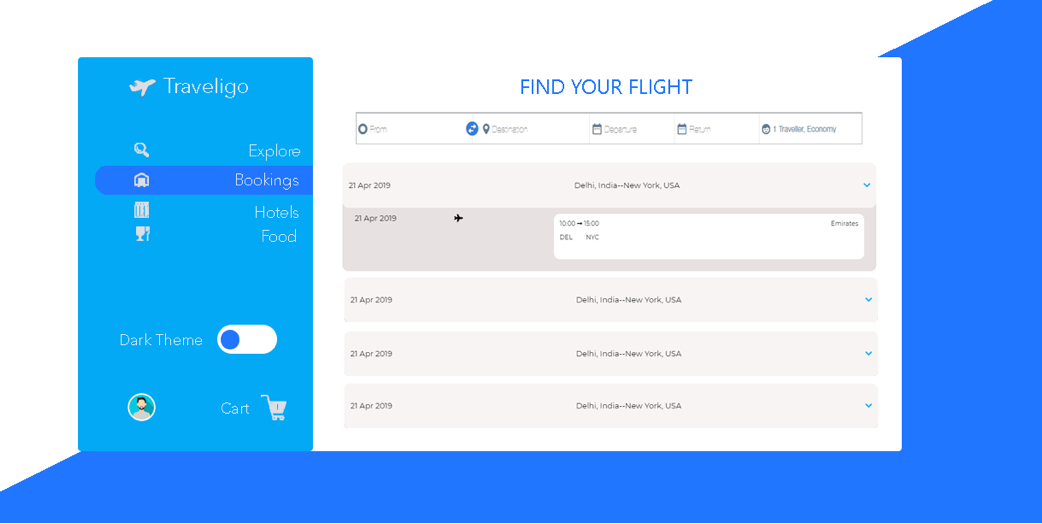 Traveligo
Explore
Bookings
Hotels
Food
Dark Theme
Cart
FIND YOUR FLIGHT
From Destination Departure Return 1 Traveller, Economy
21 Apr 2019 Delhi, India--New York, USA
21 Apr 2019
10:00 15:00 Emirates
DEL NYC
21 Apr 2019 Delhi, India--New York, USA
21 Apr 2019 Delhi, India--New York, USA
21 Apr 2019 Delhi, India--New York, USA